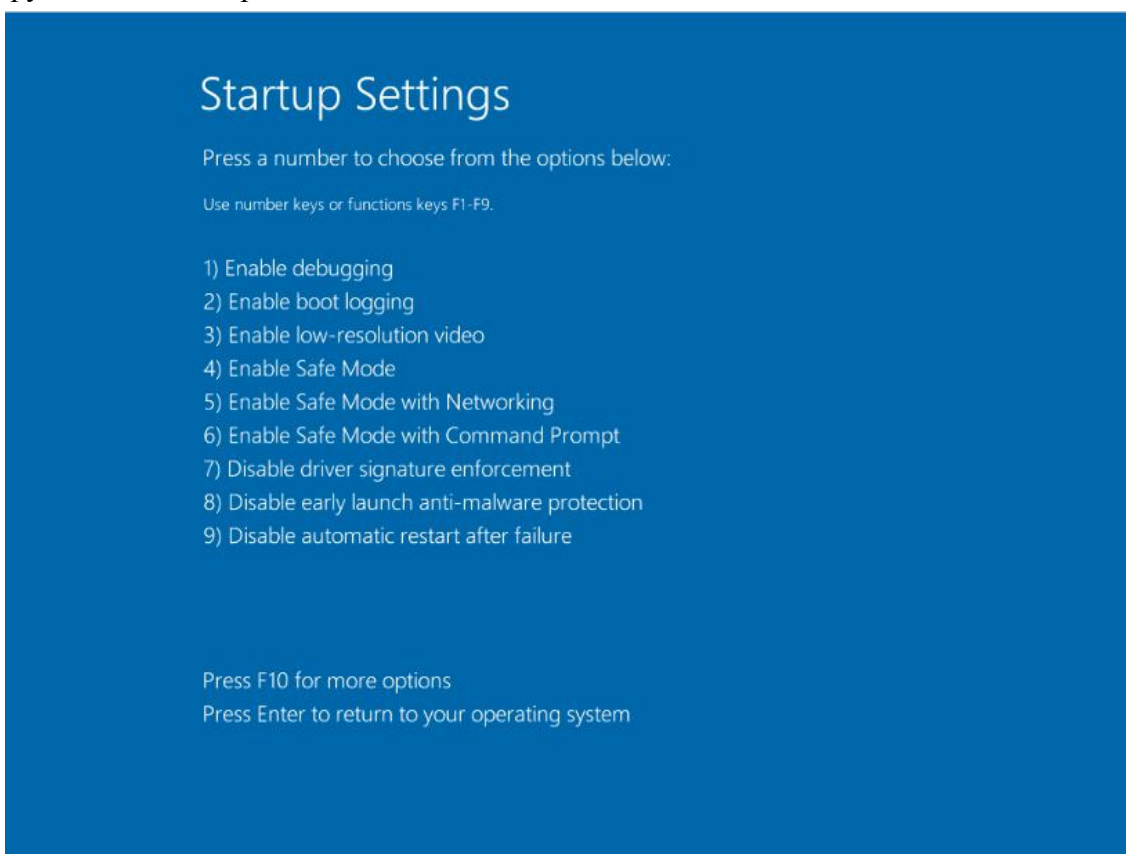 Startup Settings
Press a number to choose from the options below:
Use number keys or functions keys F1-F9.
1) Enable debugging
2) Enable boot logging
3) Enable low-resolution video
4) Enable Safe Mode
5) Enable Safe Mode with Networking
6) Enable Safe Mode with Command Prompt
7) Disable driver signature enforcement
8) Disable early launch anti-malware protection
9) Disable automatic restart after failure
Press F10 for more options
Press Enter to return to your operating system